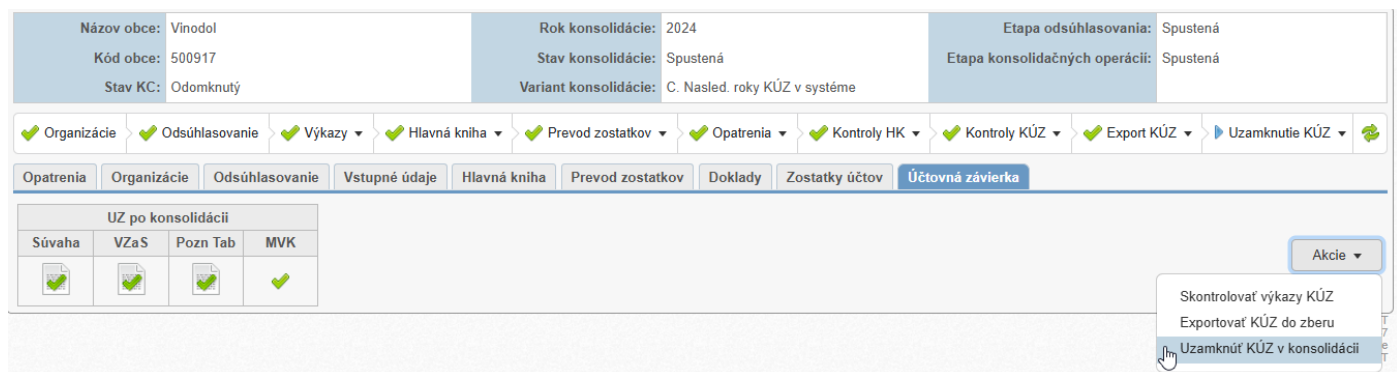 Názov obce: Vinodol Rok konsolidácie: 2024 Etapa odsúhlasovania: Spustená
Kód obce: 500917 Stav konsolidácie: Spustená Etapa konsolidačných operácií: Spustená
Stav KC: Odomknutý Variant konsolidácie: C. Nasled. roky KÚZ v systéme
Organizácie Odsúhlasovanie Výkazy Hlavná kniha Prevod zostatkov Opatrenia Kontroly HK Kontroly KÚZ Export KÚZ Uzamknutie KÚZ
Opatrenia Organizácie Odsúhlasovanie Vstupné údaje Hlavná kniha Prevod zostatkov Doklady Zostatky účtov Účtovná závierka
UZ po konsolidácii
Súvaha VZaS Pozn Tab MVK
Akcie
Skontrolovať výkazy KÚZ
Exportovať KÚZ do zberu
Uzamknúť KÚZ v konsolidácii
T
7
e
T